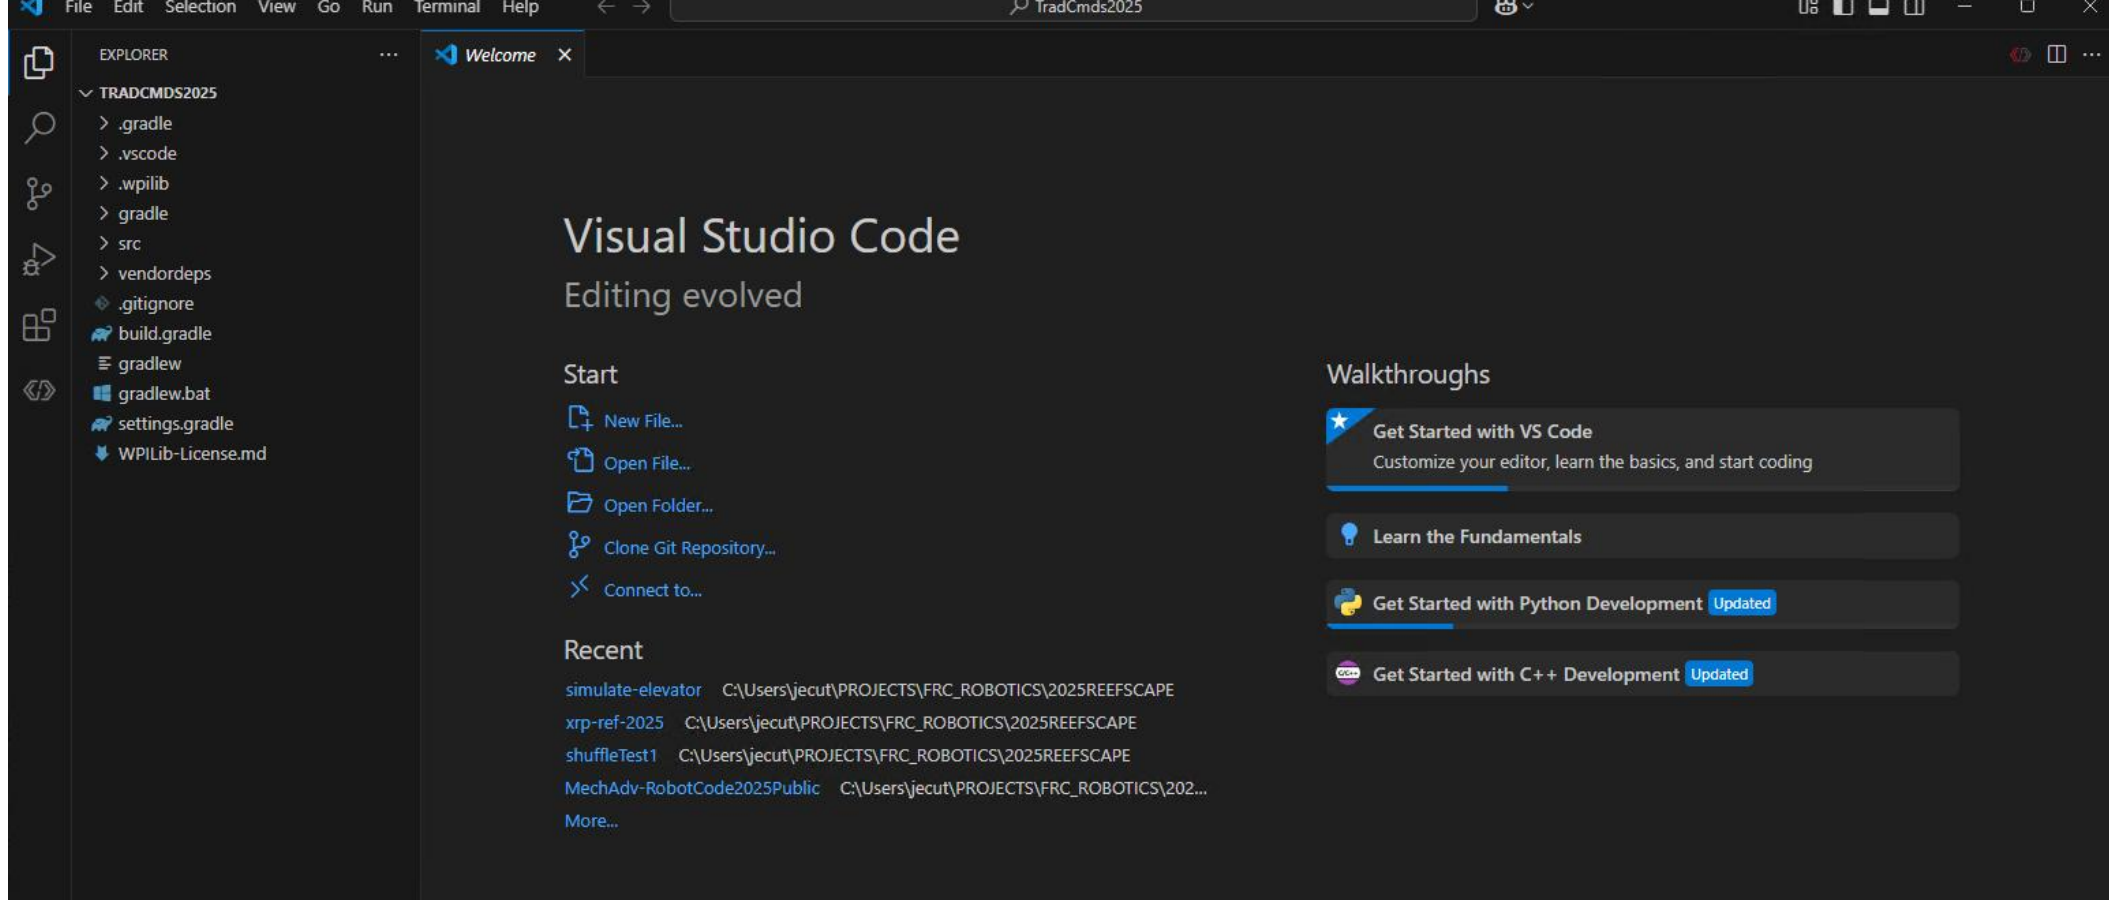 File Edit Selection View Go Run Terminal Help
TradCmds2025
EXPLORER
TRADCMDS2025
.gradle
.vscode
.wpilib
gradle
src
vendordeps
.gitignore
build.gradle
gradlew
gradlew.bat
settings.gradle
WPILib-License.md
Welcome
Visual Studio Code
Editing evolved
Start
New File...
Open File...
Open Folder...
Clone Git Repository...
Connect to...
Recent
simulate-elevator C:\Users\jecut\PROJECTS\FRC_ROBOTICS\2025REEFSCAPE
xrp-ref-2025 C:\Users\jecut\PROJECTS\FRC_ROBOTICS\2025REEFSCAPE
shuffleTest1 C:\Users\jecut\PROJECTS\FRC_ROBOTICS\2025REEFSCAPE
MechAdv-RobotCode2025Public C:\Users\jecut\PROJECTS\FRC_ROBOTICS\202...
More...
Walkthroughs
Get Started with VS Code
Customize your editor, learn the basics, and start coding
Learn the Fundamentals
Get Started with Python Development Updated
Get Started with C++ Development Updated